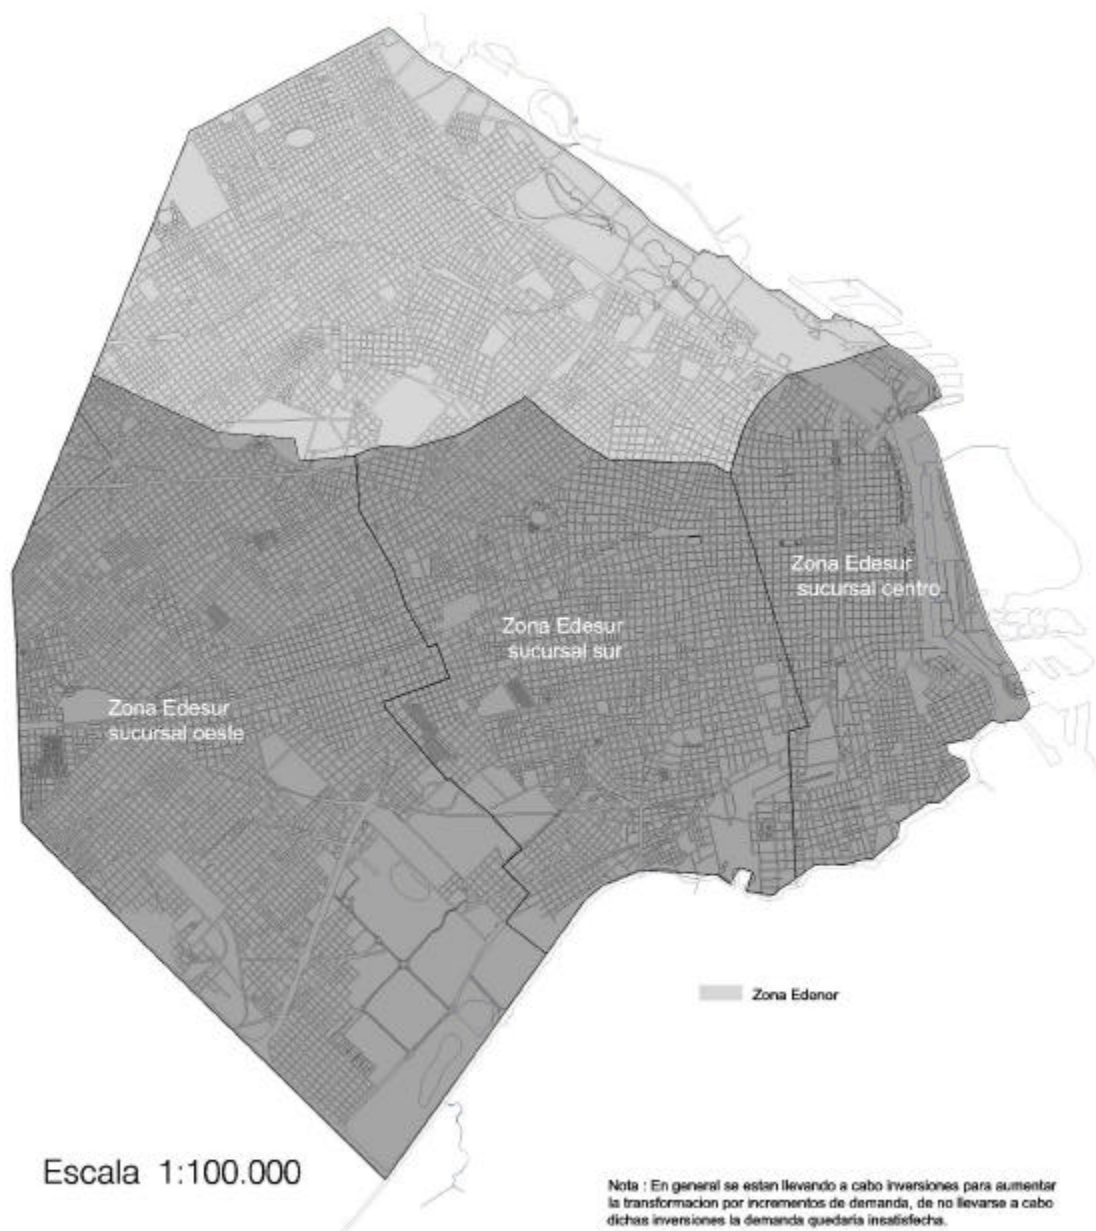 Zona Edesur
sucursal centro
Zona Edesur
sucursal sur
Zona Edesur
sucursal oeste
Zona Edenor
Escala 1:100.000
Nota : En general se estan llevando a cabo inversiones para aumentar
la transformacion por incrementos de demanda, de no llevarse a cabo
dichas inversiones la demanda quedaria insatisfecha.